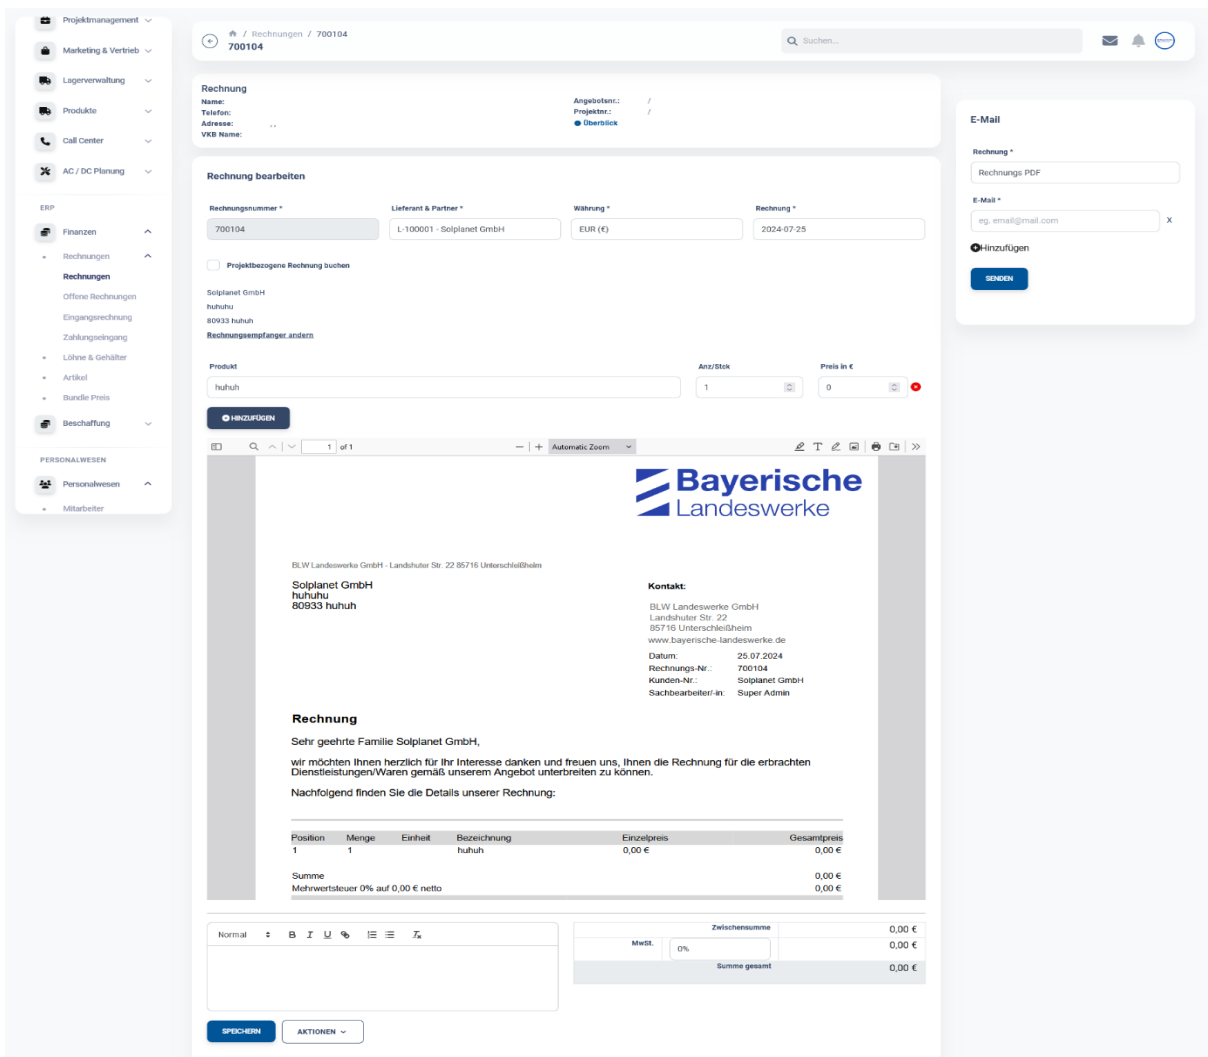 Projektmanagement
Marketing & Vertrieb
Lagerverwaltung
Produkte
Call Center
AC / DC Planung
ERP
Finanzen
Rechnungen
Rechnungen
Offene Rechnungen
Eingangsrechnung
Zahlungseingang
Löhne & Gehälter
Artikel
Bundle Preis
Beschaffung
PERSONALWESEN
Personalwesen
Mitarbeiter
/ Rechnungen / 700104
700104
Suchen...
Rechnung
Name:
Telefon:
Adresse: , ,
VKB Name:
Angebotsnr.: /
Projektnr.: /
Überblick
Rechnung bearbeiten
Rechnungsnummer * Lieferant & Partner * Währung * Rechnung *
700104 L-100001 - Solplanet GmbH EUR (€) 2024-07-25
Projektbezogene Rechnung buchen
Solplanet GmbH
huhuhu
80933 huhuh
Rechnungsempfanger andern
Produkt Anz/Stck Preis in €
huhuh 1 0
HINZUFÜGEN
1 of 1 − + Automatic Zoom
Bayerische
Landeswerke
BLW Landeswerke GmbH - Landshuter Str. 22 85716 Unterschleißheim
Solplanet GmbH
huhuhu
80933 huhuh
Kontakt:
BLW Landeswerke GmbH
Landshuter Str. 22
85716 Unterschleißheim
www.bayerische-landeswerke.de
Datum: 25.07.2024
Rechnungs-Nr.: 700104
Kunden-Nr.: Solplanet GmbH
Sachbearbeiter/-in: Super Admin
Rechnung
Sehr geehrte Familie Solplanet GmbH,
wir möchten Ihnen herzlich für Ihr Interesse danken und freuen uns, Ihnen die Rechnung für die erbrachten
Dienstleistungen/Waren gemäß unserem Angebot unterbreiten zu können.
Nachfolgend finden Sie die Details unserer Rechnung:
Position Menge Einheit Bezeichnung Einzelpreis Gesamtpreis
1 1 huhuh 0,00 € 0,00 €
Summe 0,00 €
Mehrwertsteuer 0% auf 0,00 € netto 0,00 €
Normal B I U
Zwischensumme 0,00 €
MwSt. 0% 0,00 €
Summe gesamt 0,00 €
SPEICHERN AKTIONEN
E-Mail
Rechnung *
Rechnungs PDF
E-Mail *
eg. email@mail.com X
Hinzufügen
SENDEN